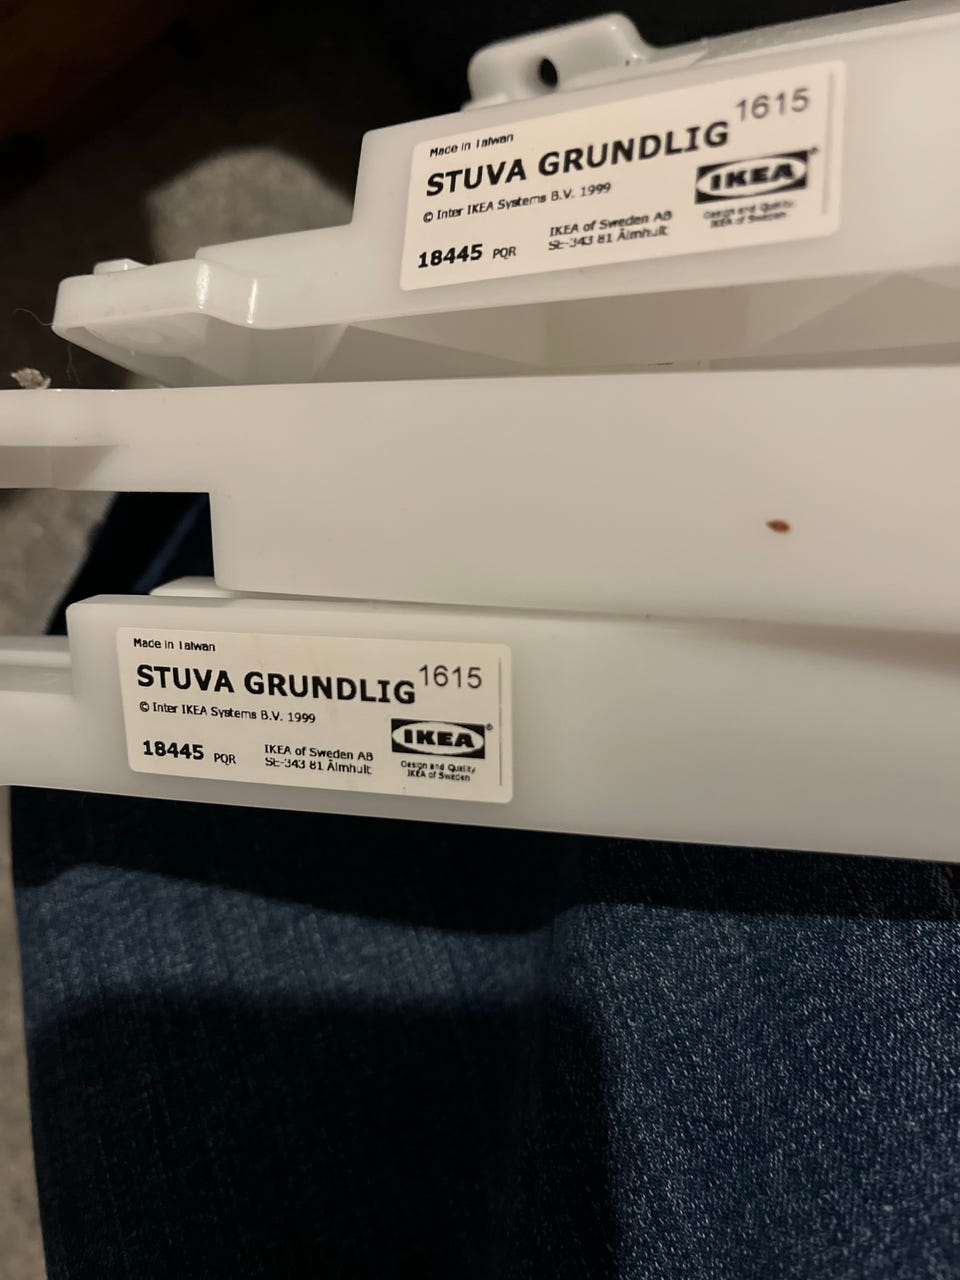 Made in Taiwan
STUVA GRUNDLIG 1615
© Inter IKEA Systems B.V. 1999
IKEA®
18445 PQR
IKEA of Sweden AB
SE-343 81 Älmhult
Design and Quality
IKEA of Sweden
Made in Taiwan
STUVA GRUNDLIG 1615
© Inter IKEA Systems B.V. 1999
IKEA®
18445 PQR
IKEA of Sweden AB
SE-343 81 Älmhult
Design and Quality
IKEA of Sweden